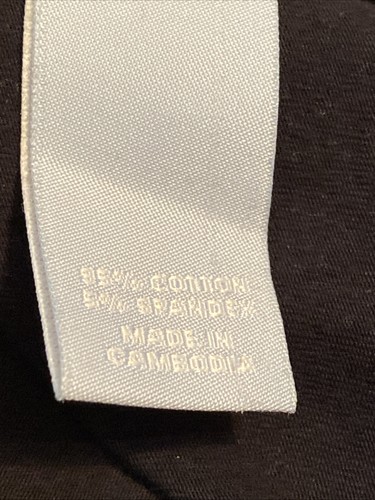 95% COTTON
5% SPANDEX
MADE IN
CAMBODIA